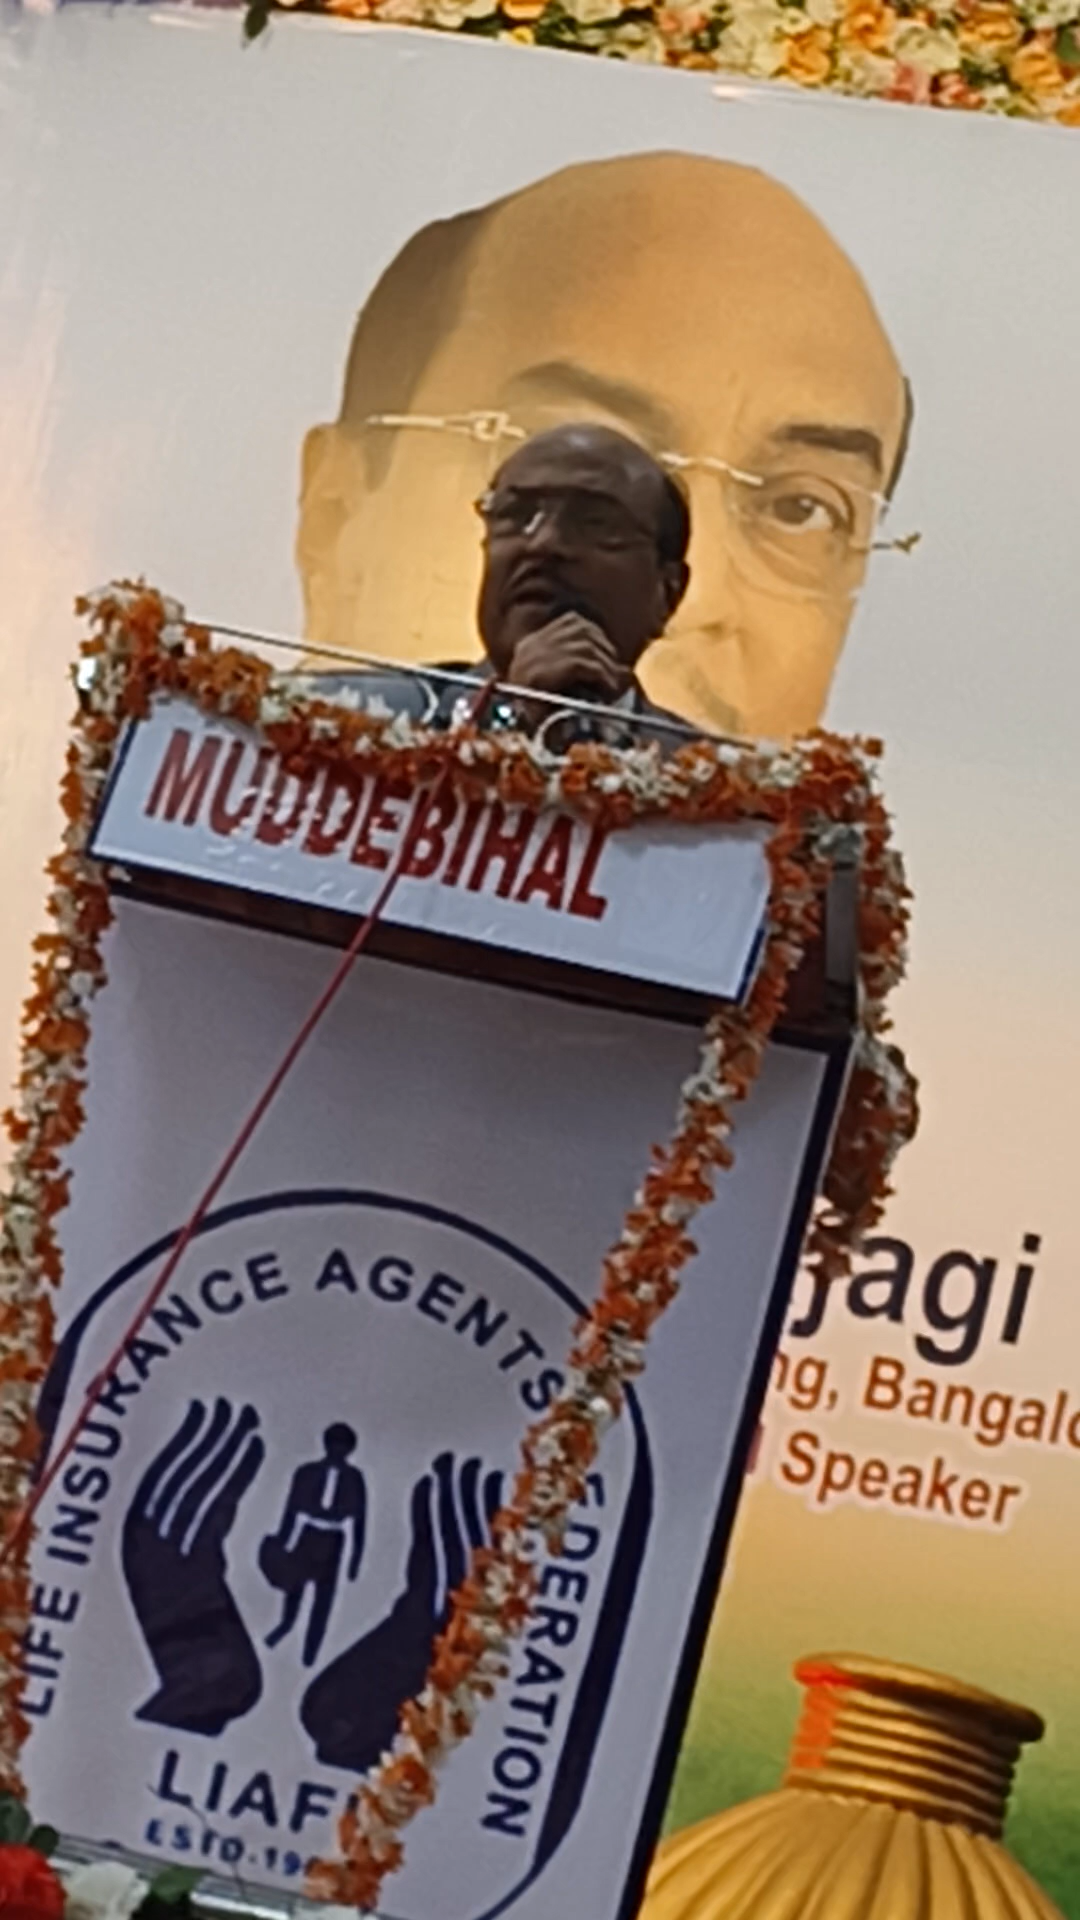 MUDDEBIHAL
LIFE INSURANCE AGENTS FEDERATION
LIAFI
ESTD.19
jagi
ng, Bangalo
Speaker